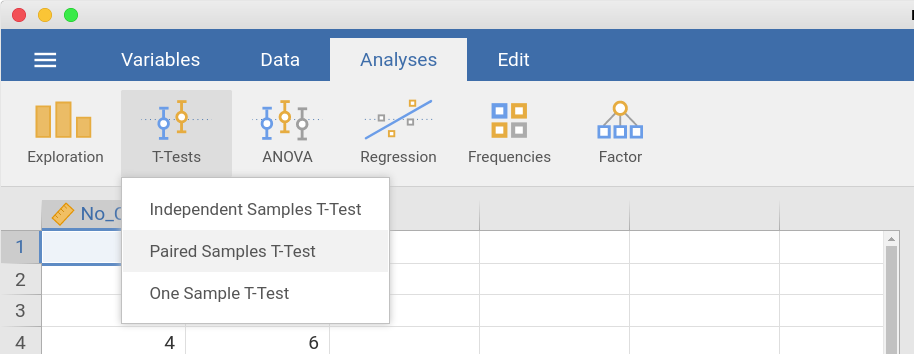 Variables Data Analyses Edit
Exploration T-Tests ANOVA Regression Frequencies Factor
Independent Samples T-Test
Paired Samples T-Test
One Sample T-Test
No_
1
2
3
4 4 6